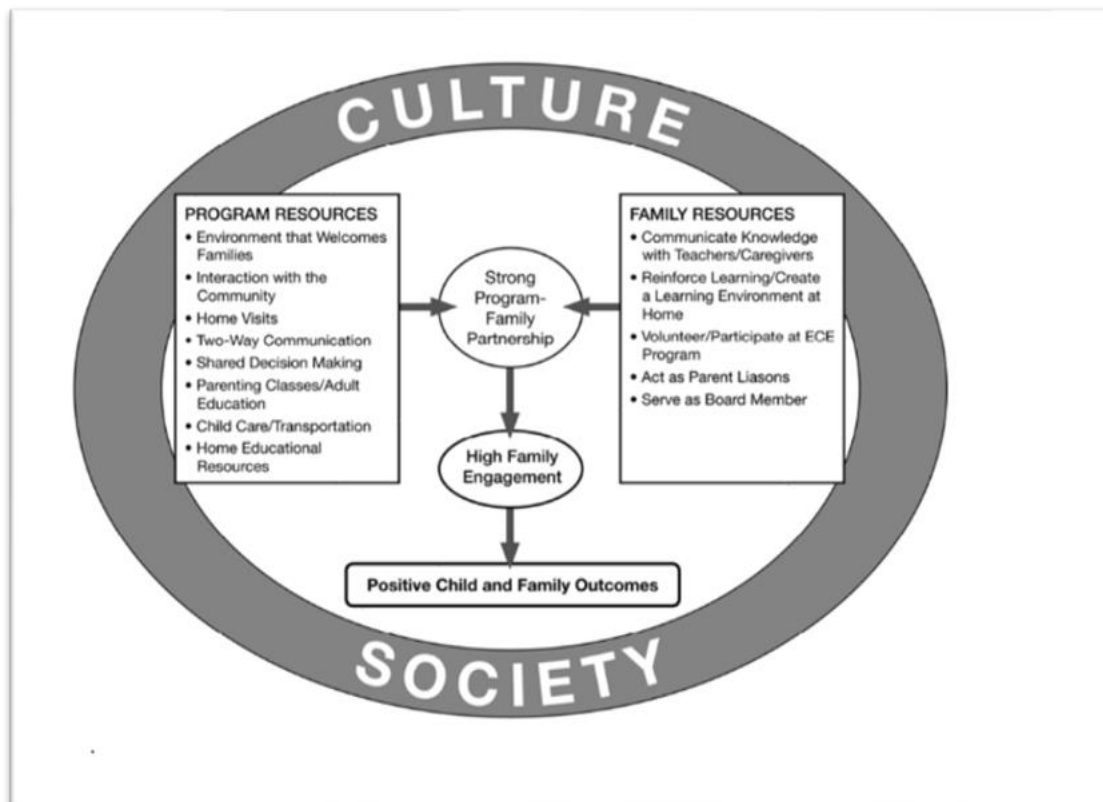 CULTURE
PROGRAM RESOURCES
• Environment that Welcomes
Families
• Interaction with the
Community
• Home Visits
• Two-Way Communication
• Shared Decision Making
• Parenting Classes/Adult
Education
• Child Care/Transportation
• Home Educational
Resources
Strong
Program-
Family
Partnership
High Family
Engagement
Positive Child and Family Outcomes
FAMILY RESOURCES
• Communicate Knowledge
with Teachers/Caregivers
• Reinforce Learning/Create
a Learning Environment at
Home
• Volunteer/Participate at ECE
Program
• Act as Parent Liasons
• Serve as Board Member
SOCIETY